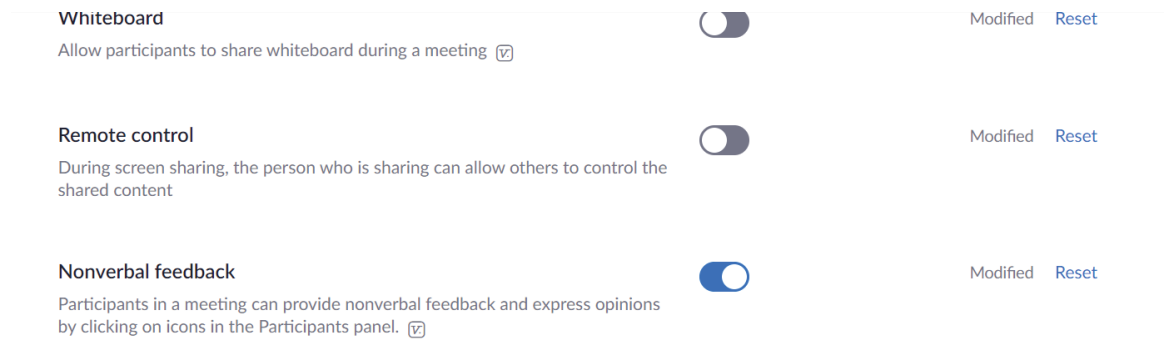 Whiteboard
Modified Reset
Allow participants to share whiteboard during a meeting
Remote control
Modified Reset
During screen sharing, the person who is sharing can allow others to control the
shared content
Nonverbal feedback
Modified Reset
Participants in a meeting can provide nonverbal feedback and express opinions
by clicking on icons in the Participants panel.